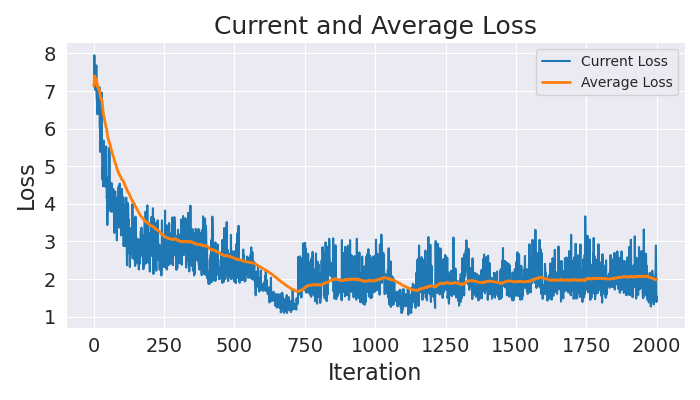 Current and Average Loss
Current Loss
Average Loss
Loss
8
7
6
5
4
3
2
1
0 250 500 750 1000 1250 1500 1750 2000
Iteration